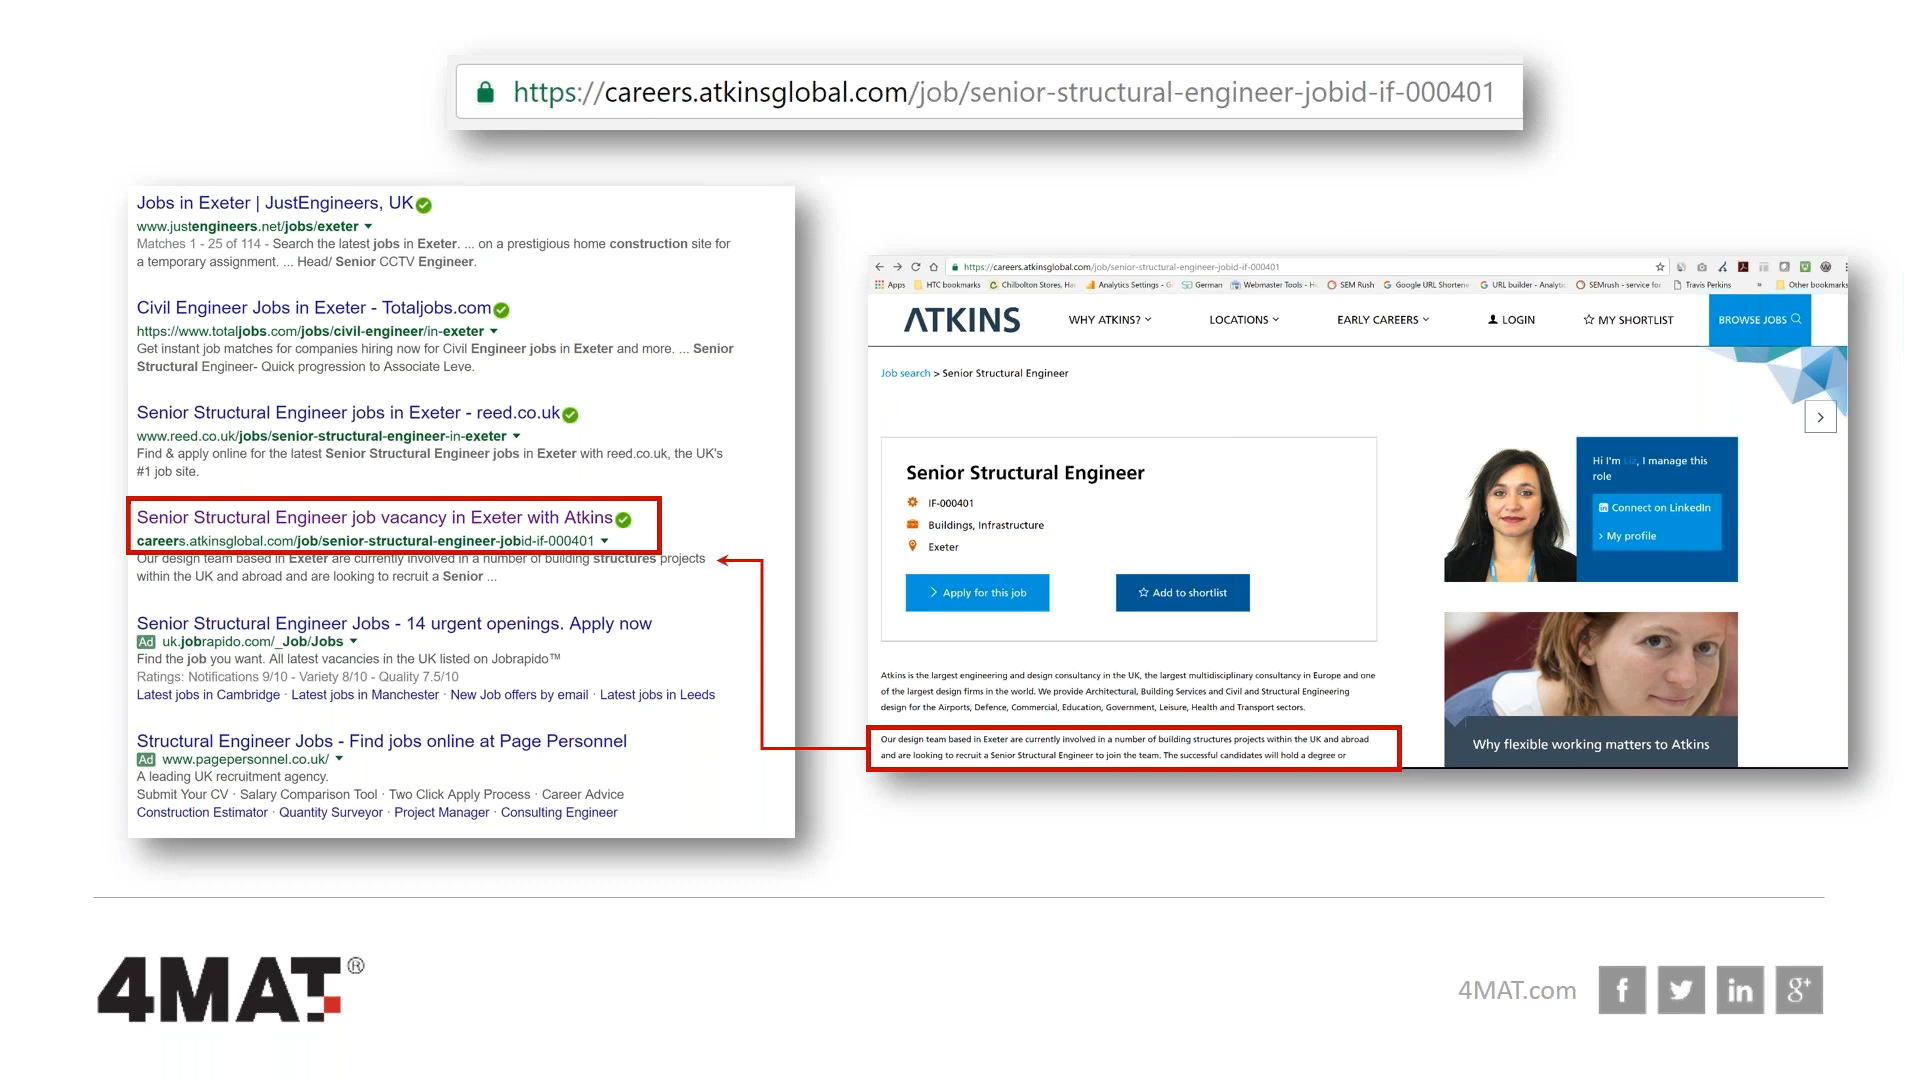 https://careers.atkinsglobal.com/job/senior-structural-engineer-jobid-if-000401
Jobs in Exeter | JustEngineers, UK
www.justengineers.net/jobs/exeter
Matches 1 - 25 of 114 - Search the latest jobs in Exeter. ... on a prestigious home construction site for
a temporary assignment. ... Head/ Senior CCTV Engineer.
Civil Engineer Jobs in Exeter - Totaljobs.com
https://www.totaljobs.com/jobs/civil-engineer/in-exeter
Get instant job matches for companies hiring now for Civil Engineer jobs in Exeter and more. ... Senior
Structural Engineer- Quick progression to Associate Leve.
Senior Structural Engineer jobs in Exeter - reed.co.uk
www.reed.co.uk/jobs/senior-structural-engineer-in-exeter
Find & apply online for the latest Senior Structural Engineer jobs in Exeter with reed.co.uk, the UK's
#1 job site.
Senior Structural Engineer job vacancy in Exeter with Atkins
careers.atkinsglobal.com/job/senior-structural-engineer-jobid-if-000401
Our design team based in Exeter are currently involved in a number of building structures projects
within the UK and abroad and are looking to recruit a Senior ...
Senior Structural Engineer Jobs - 14 urgent openings. Apply now
Ad uk.jobrapido.com/_Job/Jobs
Find the job you want. All latest vacancies in the UK listed on Jobrapido™
Ratings: Notifications 9/10 - Variety 8/10 - Quality 7.5/10
Latest jobs in Cambridge · Latest jobs in Manchester · New Job offers by email · Latest jobs in Leeds
Structural Engineer Jobs - Find jobs online at Page Personnel
Ad www.pagepersonnel.co.uk/
A leading UK recruitment agency.
Submit Your CV · Salary Comparison Tool · Two Click Apply Process · Career Advice
Construction Estimator · Quantity Surveyor · Project Manager · Consulting Engineer
https://careers.atkinsglobal.com/job/senior-structural-engineer-jobid-if-000401
Apps HTC bookmarks Chilbolton Stores, Ha Analytics Settings - G German Webmaster Tools - H SEM Rush Google URL Shortene URL builder - Analytic SEMrush - service for Travis Perkins » Other bookmarks
ATKINS WHY ATKINS? LOCATIONS EARLY CAREERS LOGIN MY SHORTLIST BROWSE JOBS
Job search > Senior Structural Engineer
Senior Structural Engineer
IF-000401
Buildings, Infrastructure
Exeter
> Apply for this job
Add to shortlist
Hi I'm Liz, I manage this
role
Connect on LinkedIn
> My profile
Atkins is the largest engineering and design consultancy in the UK, the largest multidisciplinary consultancy in Europe and one
of the largest design firms in the world. We provide Architectural, Building Services and Civil and Structural Engineering
design for the Airports, Defence, Commercial, Education, Government, Leisure, Health and Transport sectors.
Our design team based in Exeter are currently involved in a number of building structures projects within the UK and abroad
and are looking to recruit a Senior Structural Engineer to join the team. The successful candidates will hold a degree or
Why flexible working matters to Atkins
4MAT®
4MAT.com